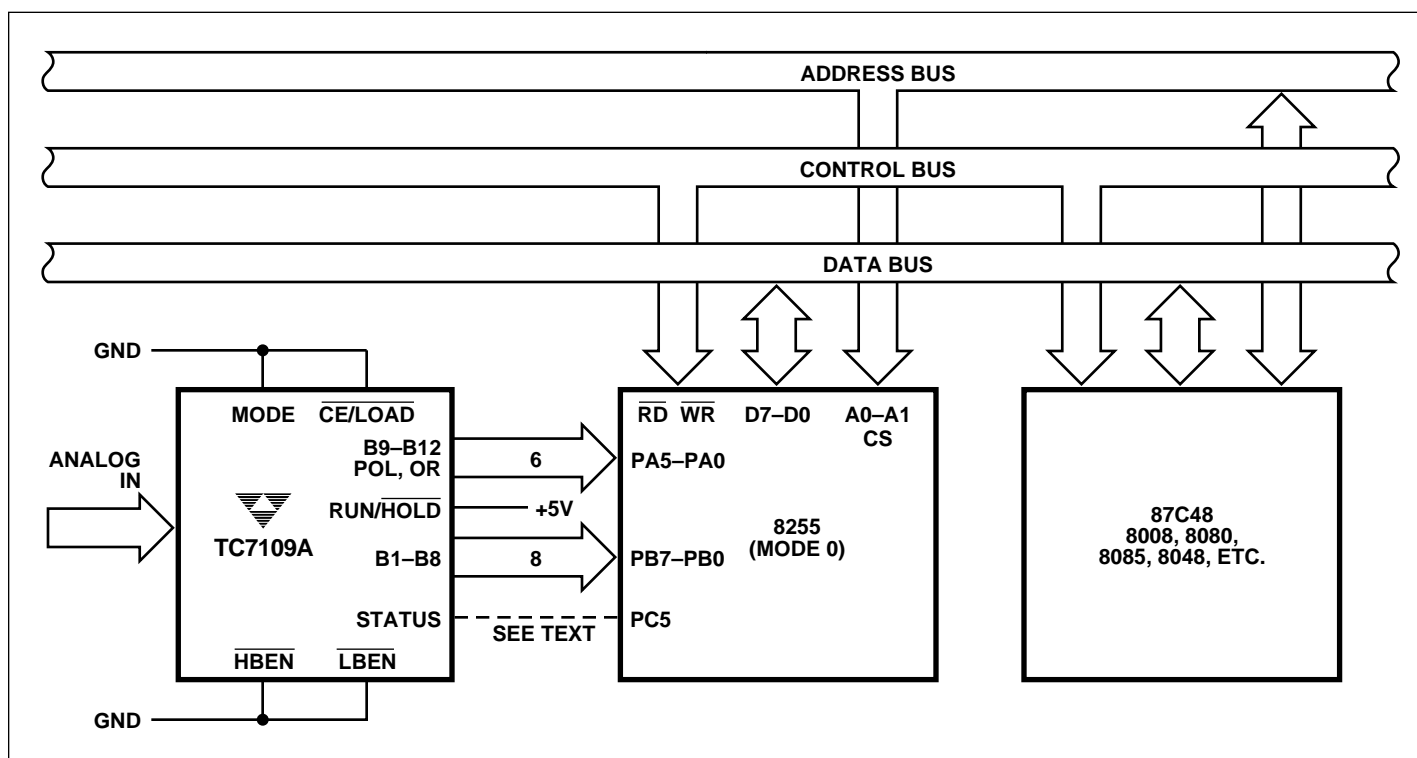 ADDRESS BUS
CONTROL BUS
DATA BUS
GND
MODE CE/LOAD
B9–B12
POL, OR
ANALOG
IN
RUN/HOLD
TC7109A
B1–B8
STATUS
HBEN LBEN
GND
6
+5V
8
SEE TEXT
RD WR D7–D0 A0–A1
CS
PA5–PA0
8255
(MODE 0)
PB7–PB0
PC5
87C48
8008, 8080,
8085, 8048, ETC.